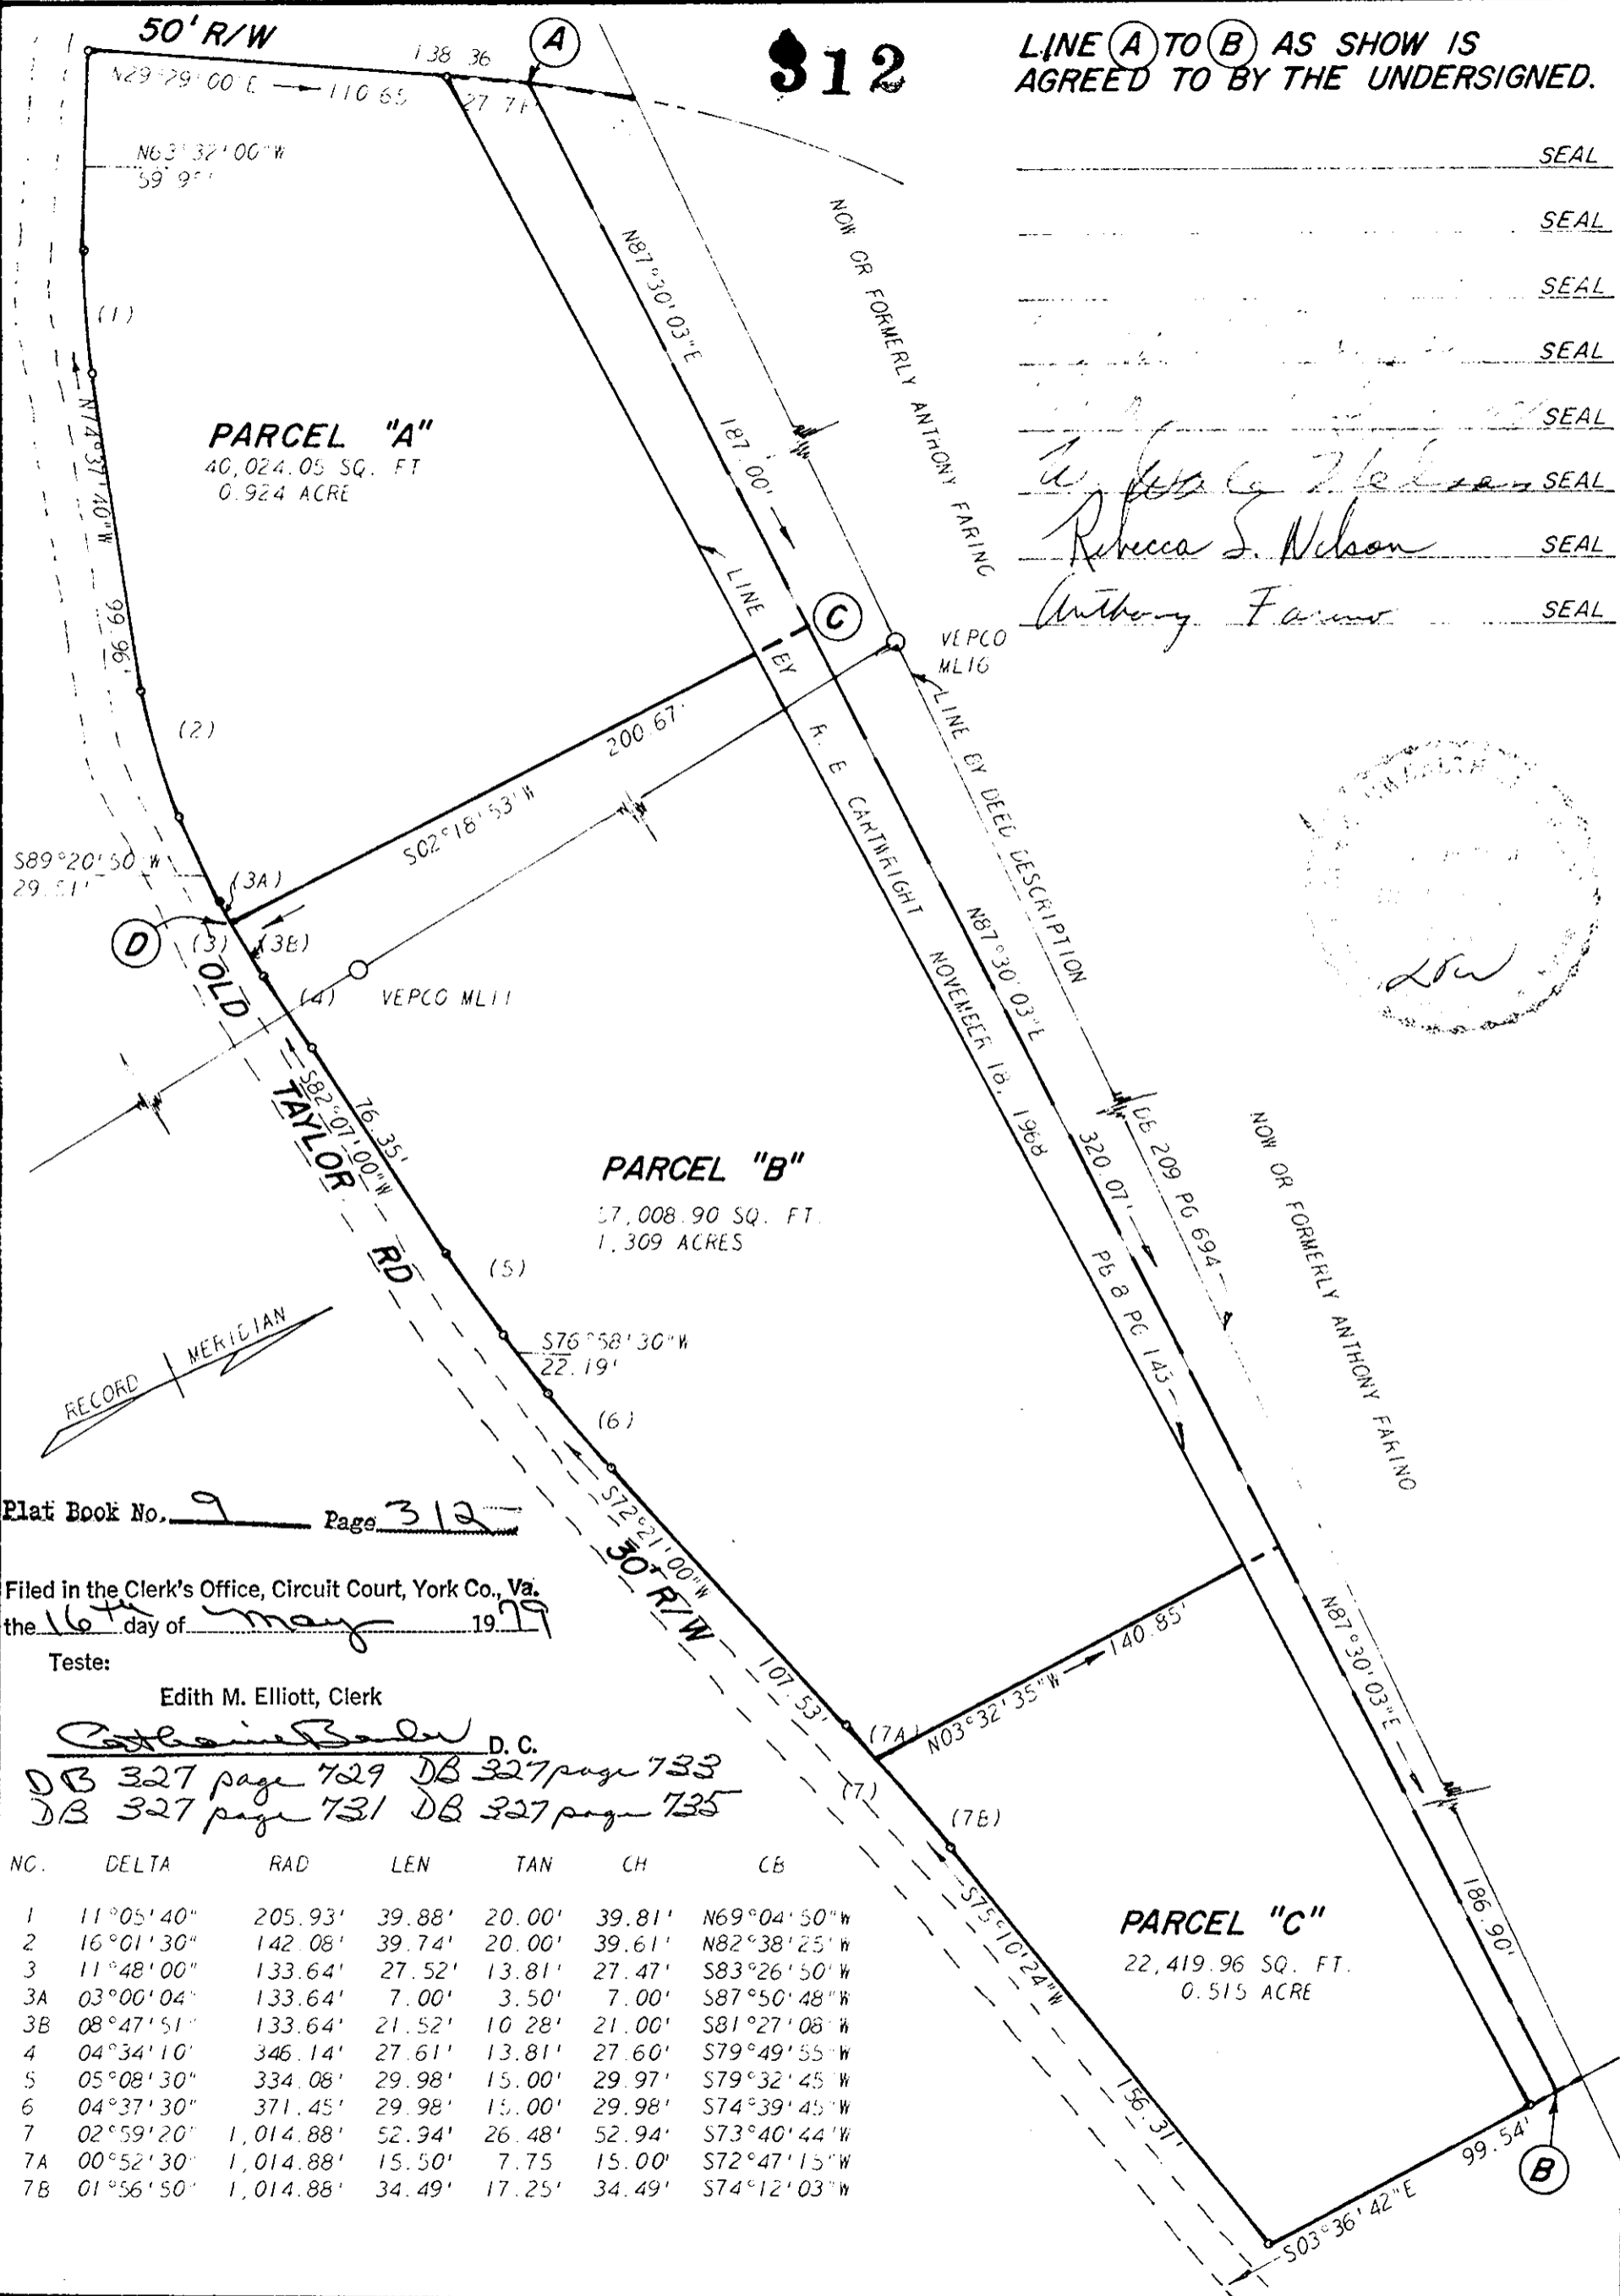 50' R/W
138.36
A
N29°29'00"E 110.65
27.71'
312
LINE A TO B AS SHOW IS
AGREED TO BY THE UNDERSIGNED.
SEAL
SEAL
SEAL
SEAL
SEAL
SEAL
Rebecca S. Nelson SEAL
Anthony Farino SEAL
N63°32'00"W
59.95'
(1)
N74°37'40"W
99.96'
PARCEL "A"
40,024.05 SQ. FT
0.924 ACRE
N87°30'03"E
187.00'
NOW OR FORMERLY ANTHONY FARINO
C
VEPCO
ML16
(2)
200.67'
S02°18'53"W
S89°20'50"W
29.51'
(3A)
D
(3)
(3B)
(4)
VEPCO ML11
LINE BY R. E. CARTWRIGHT NOVEMBER 18, 1968 PB 8 PG 143
LINE BY DEED DESCRIPTION DB 209 PG 694
N87°30'03"E
320.07'
NOW OR FORMERLY ANTHONY FARINO
OLD TAYLOR RD
S82°07'00"W
76.35'
PARCEL "B"
57,008.90 SQ. FT.
1.309 ACRES
(5)
S76°58'30"W
22.19'
(6)
RECORD MERIDIAN
S72°21'00"W
107.53'
30' R/W
Plat Book No. 9 Page 312
Filed in the Clerk's Office, Circuit Court, York Co., Va.
the 16th day of May 1979
Teste:
Edith M. Elliott, Clerk
D. C.
DB 327 page 729 DB 327 page 733
DB 327 page 731 DB 327 page 735
(7A)
N03°32'35"W 140.85'
(7)
(7B)
N87°30'03"E
186.90'
S75°10'24"W
156.31'
PARCEL "C"
22,419.96 SQ. FT.
0.515 ACRE
99.54'
S03°36'42"E
B
NO. DELTA RAD LEN TAN CH CB
1 11°05'40" 205.93' 39.88' 20.00' 39.81' N69°04'50"W
2 16°01'30" 142.08' 39.74' 20.00' 39.61' N82°38'25"W
3 11°48'00" 133.64' 27.52' 13.81' 27.47' S83°26'50"W
3A 03°00'04" 133.64' 7.00' 3.50' 7.00' S87°50'48"W
3B 08°47'51" 133.64' 21.52' 10.28' 21.00' S81°27'08"W
4 04°34'10" 346.14' 27.61' 13.81' 27.60' S79°49'55"W
5 05°08'30" 334.08' 29.98' 15.00' 29.97' S79°32'45"W
6 04°37'30" 371.45' 29.98' 15.00' 29.98' S74°39'45"W
7 02°59'20" 1,014.88' 52.94' 26.48' 52.94' S73°40'44"W
7A 00°52'30" 1,014.88' 15.50' 7.75 15.00' S72°47'15"W
7B 01°56'50" 1,014.88' 34.49' 17.25' 34.49' S74°12'03"W